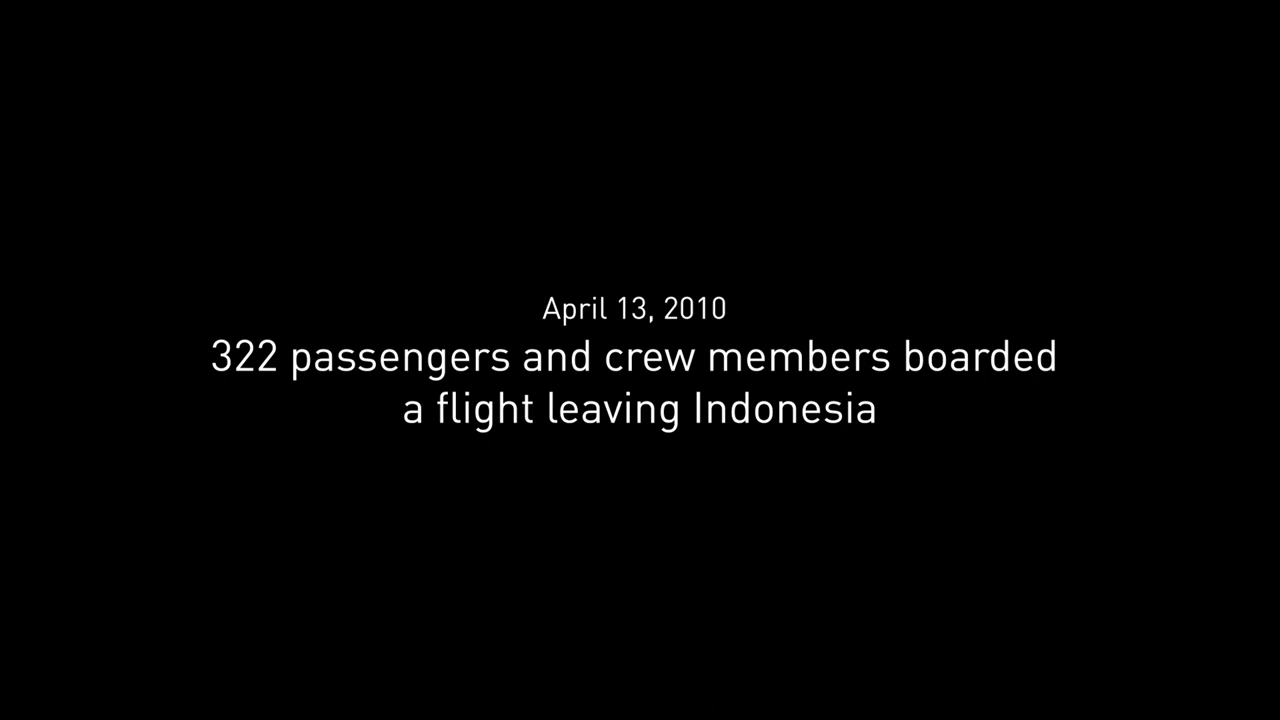 April 13, 2010
322 passengers and crew members boarded
a flight leaving Indonesia